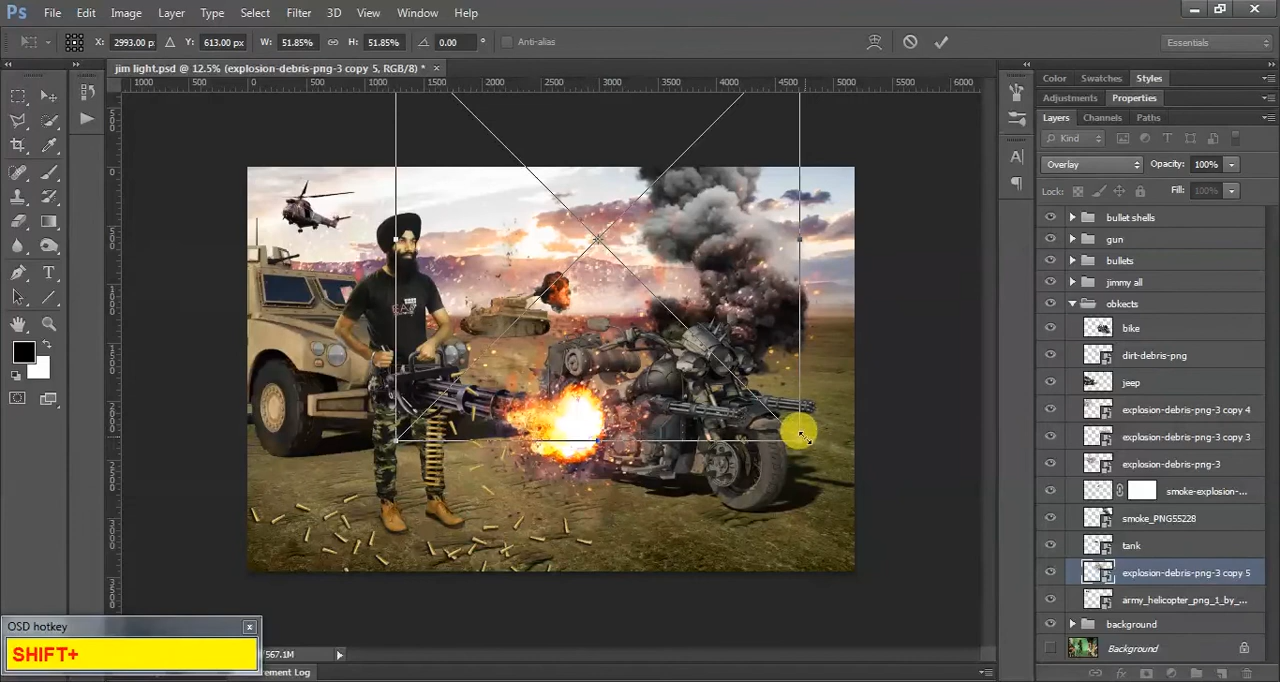 Ps File Edit Image Layer Type Select Filter 3D View Window Help
X: 2993.00 px Y: 613.00 px W: 51.85% H: 51.85% 0.00 ° Anti-alias Essentials
jim light.psd @ 12.5% (explosion-debris-png-3 copy 5, RGB/8) * ×
1000 500 0 500 1000 1500 2000 2500 3000 3500 4000 4500 5000 5500 6000
Color Swatches Styles
Adjustments Properties
Layers Channels Paths
Kind
Overlay Opacity: 100%
Lock: Fill: 100%
bullet shells
gun
bullets
jimmy all
obkects
bike
dirt-debris-png
jeep
explosion-debris-png-3 copy 4
explosion-debris-png-3 copy 3
explosion-debris-png-3
smoke-explosion-...
smoke_PNG55228
tank
explosion-debris-png-3 copy 5
army_helicopter_png_1_by_...
background
Background
OSD hotkey x
SHIFT+
567.1M
ement Log